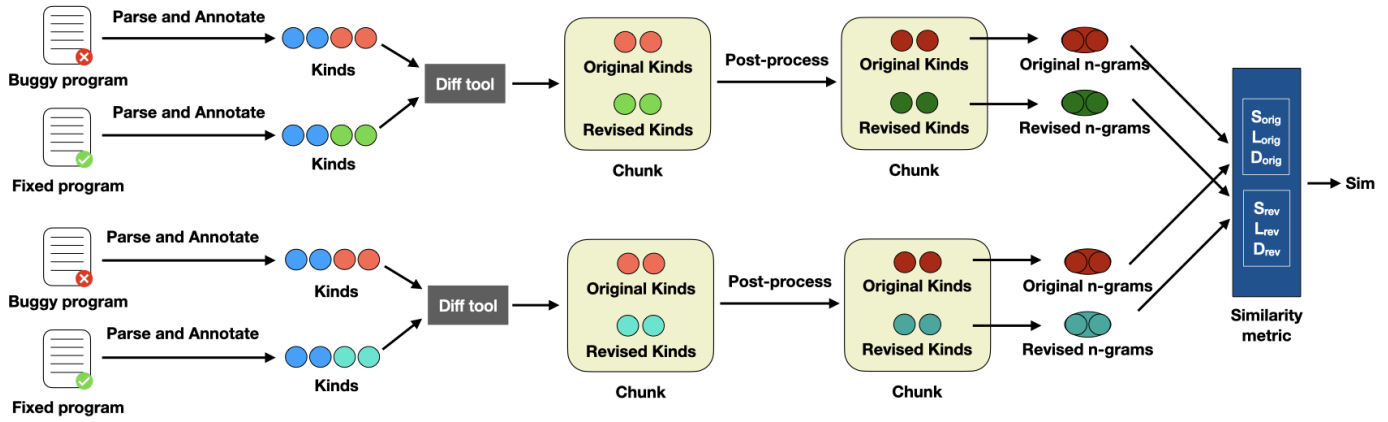 Parse and Annotate
Buggy program
Kinds
Parse and Annotate
Fixed program
Kinds
Diff tool
Original Kinds
Revised Kinds
Chunk
Post-process
Original Kinds
Revised Kinds
Chunk
Original n-grams
Revised n-grams
Parse and Annotate
Buggy program
Kinds
Parse and Annotate
Fixed program
Kinds
Diff tool
Original Kinds
Revised Kinds
Chunk
Post-process
Original Kinds
Revised Kinds
Chunk
Original n-grams
Revised n-grams
Sorig
Lorig
Dorig
Srev
Lrev
Drev
Similarity
metric
Sim